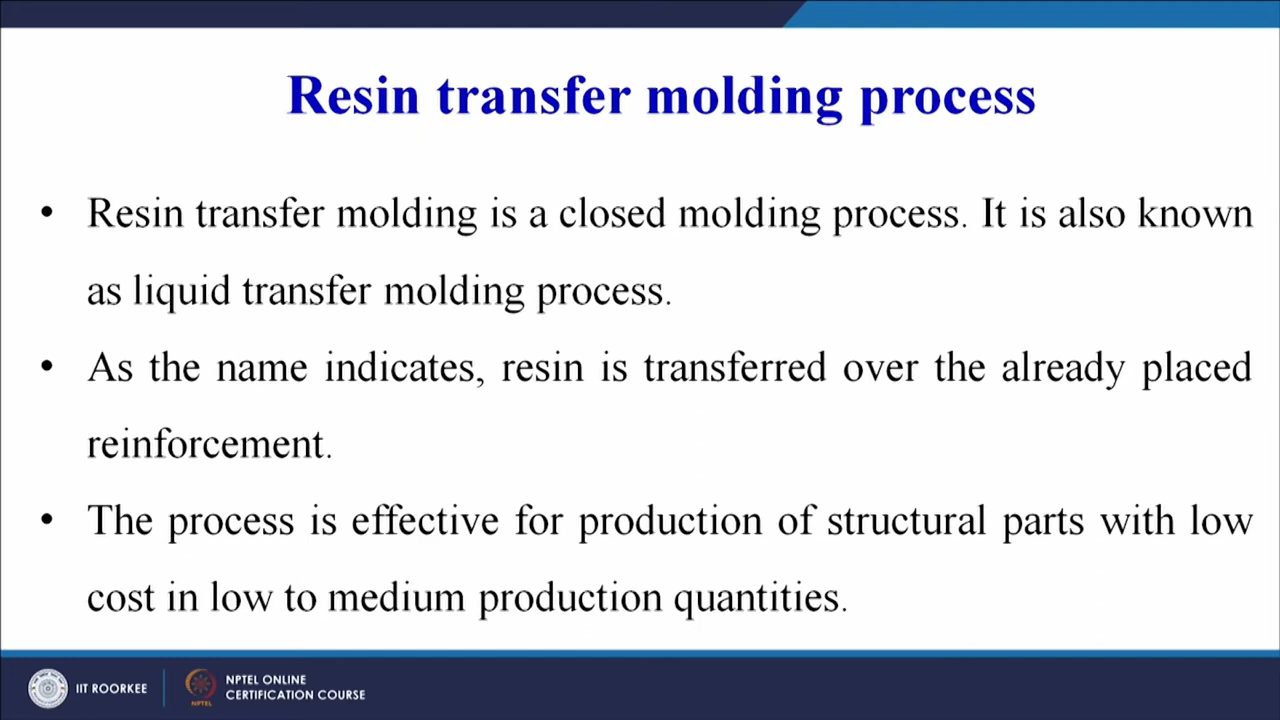 Resin transfer molding process
• Resin transfer molding is a closed molding process. It is also known
as liquid transfer molding process.
• As the name indicates, resin is transferred over the already placed
reinforcement.
• The process is effective for production of structural parts with low
cost in low to medium production quantities.
IIT ROORKEE
NPTEL
NPTEL ONLINE
CERTIFICATION COURSE